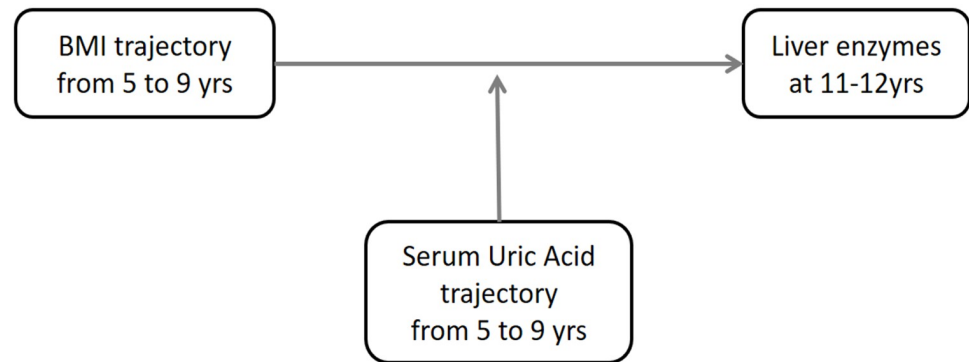 BMI trajectory
from 5 to 9 yrs
Liver enzymes
at 11-12yrs
Serum Uric Acid
trajectory
from 5 to 9 yrs